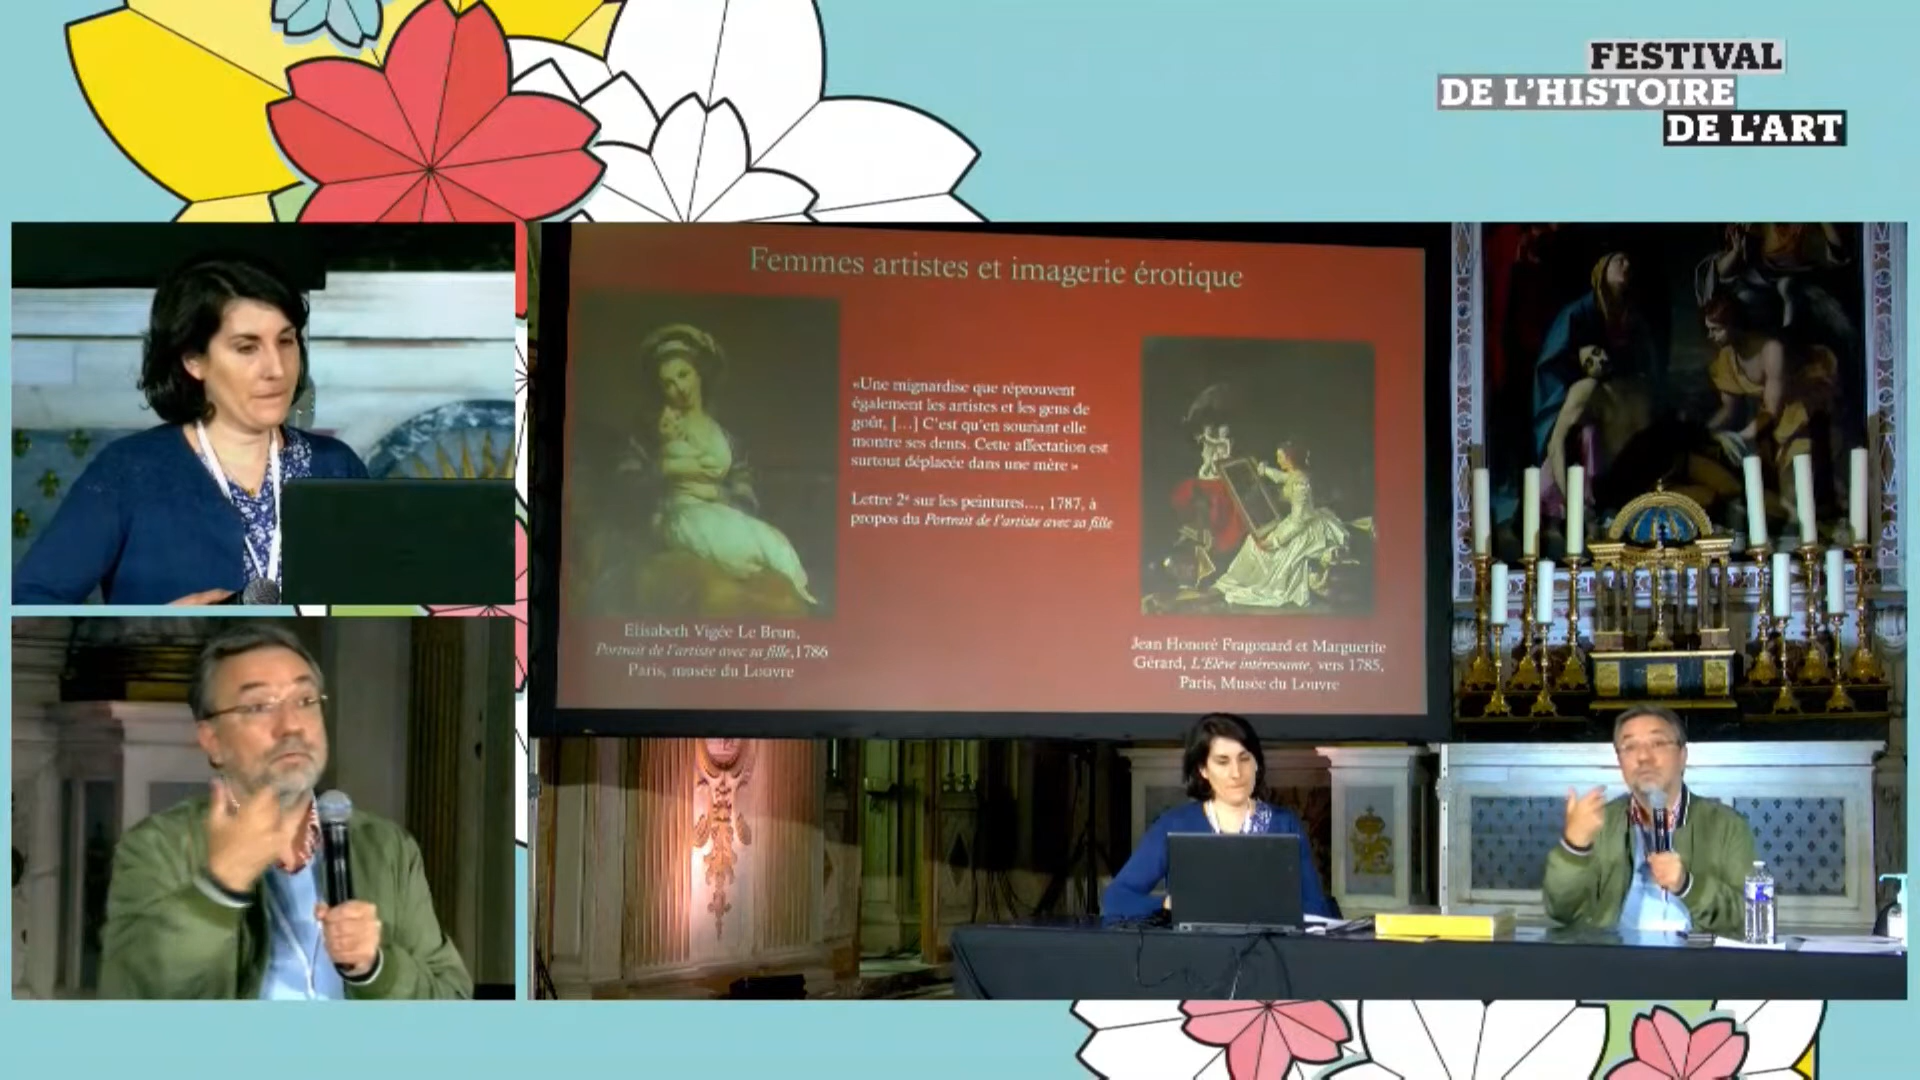 FESTIVAL
DE L'HISTOIRE
DE L'ART
Femmes artistes et imagerie érotique
«Une mignardise que réprouvent
également les artistes et les gens de
goût, [...] C'est qu'en souriant elle
montre ses dents. Cette affectation est
surtout déplacée dans une mère »
Lettre 2e sur les peintures..., 1787, à
propos du Portrait de l'artiste avec sa fille
Elisabeth Vigée Le Brun,
Portrait de l'artiste avec sa fille,1786
Paris, musée du Louvre
Jean Honoré Fragonard et Marguerite
Gérard, L'Elève intéressante, vers 1785,
Paris, Musée du Louvre